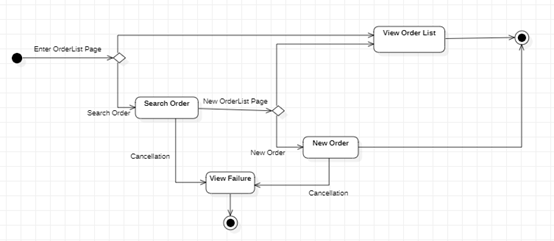 View Order List
Enter OrderList Page
Search Order
New OrderList Page
Search Order
New Order
New Order
Cancellation
View Failure
Cancellation